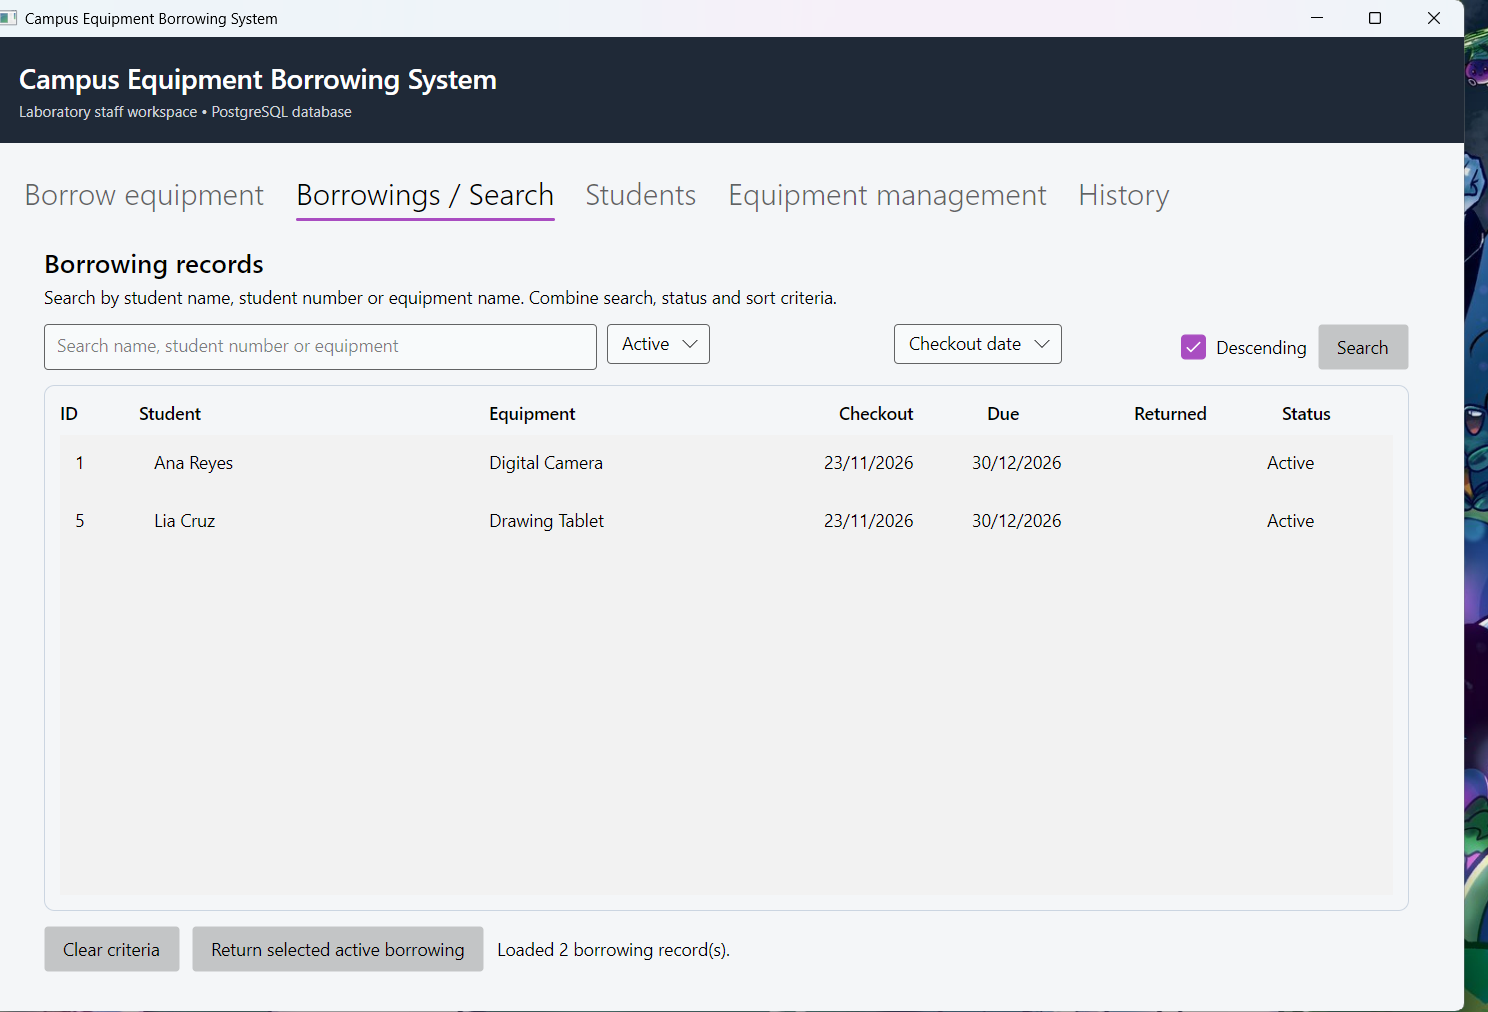 Campus Equipment Borrowing System
Campus Equipment Borrowing System
Laboratory staff workspace • PostgreSQL database
Borrow equipment Borrowings / Search Students Equipment management History
Borrowing records
Search by student name, student number or equipment name. Combine search, status and sort criteria.
Search name, student number or equipment Active Checkout date Descending Search
ID Student Equipment Checkout Due Returned Status
1 Ana Reyes Digital Camera 23/11/2026 30/12/2026 Active
5 Lia Cruz Drawing Tablet 23/11/2026 30/12/2026 Active
Clear criteria Return selected active borrowing Loaded 2 borrowing record(s).